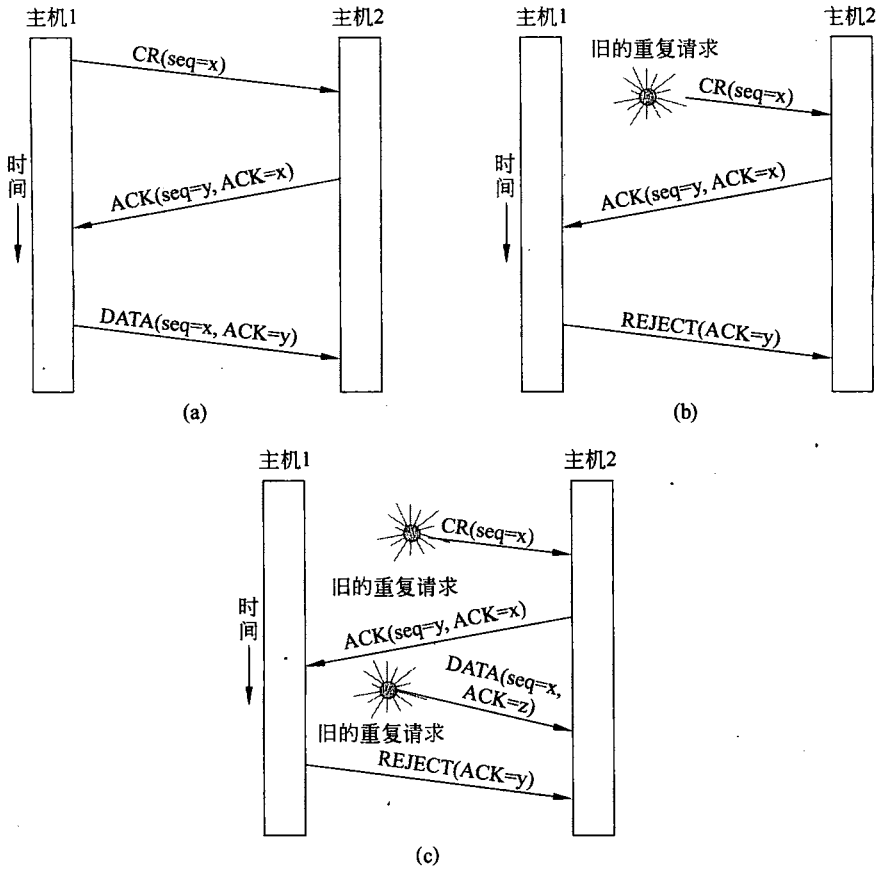 主机1
主机2
CR(seq=x)
时间
ACK(seq=y, ACK=x)
DATA(seq=x, ACK=y)
(a)
主机1
主机2
旧的重复请求
CR(seq=x)
时间
ACK(seq=y, ACK=x)
REJECT(ACK=y)
(b)
主机1
主机2
CR(seq=x)
旧的重复请求
时间
ACK(seq=y, ACK=x)
DATA(seq=x,
ACK=z)
旧的重复请求
REJECT(ACK=y)
(c)